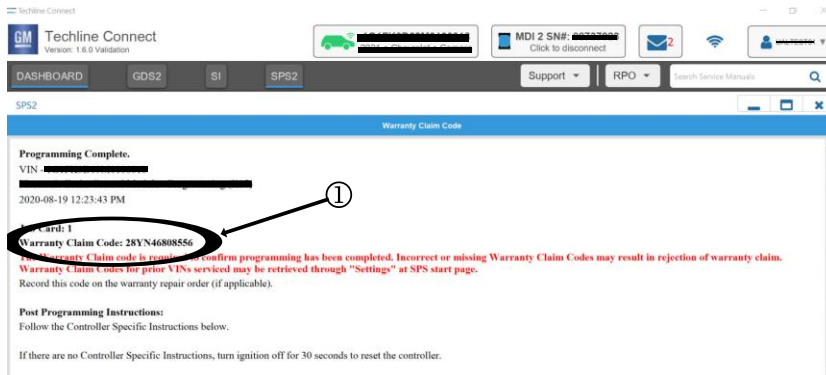 Techline Connect
GM
Techline Connect
Version: 1.6.0 Validation
MDI 2 SN#:
Click to disconnect
2
DASHBOARD GDS2 SI SPS2 Support RPO Search Service Manuals
SPS2
Warranty Claim Code
Programming Complete.
VIN -
2020-08-19 12:23:43 PM
①
Card: 1
Warranty Claim Code: 28YN46808556
Warranty Claim code is required to confirm programming has been completed. Incorrect or missing Warranty Claim Codes may result in rejection of warranty claim.
Warranty Claim Codes for prior VINs serviced may be retrieved through "Settings" at SPS start page.
Record this code on the warranty repair order (if applicable).
Post Programming Instructions:
Follow the Controller Specific Instructions below.
If there are no Controller Specific Instructions, turn ignition off for 30 seconds to reset the controller.